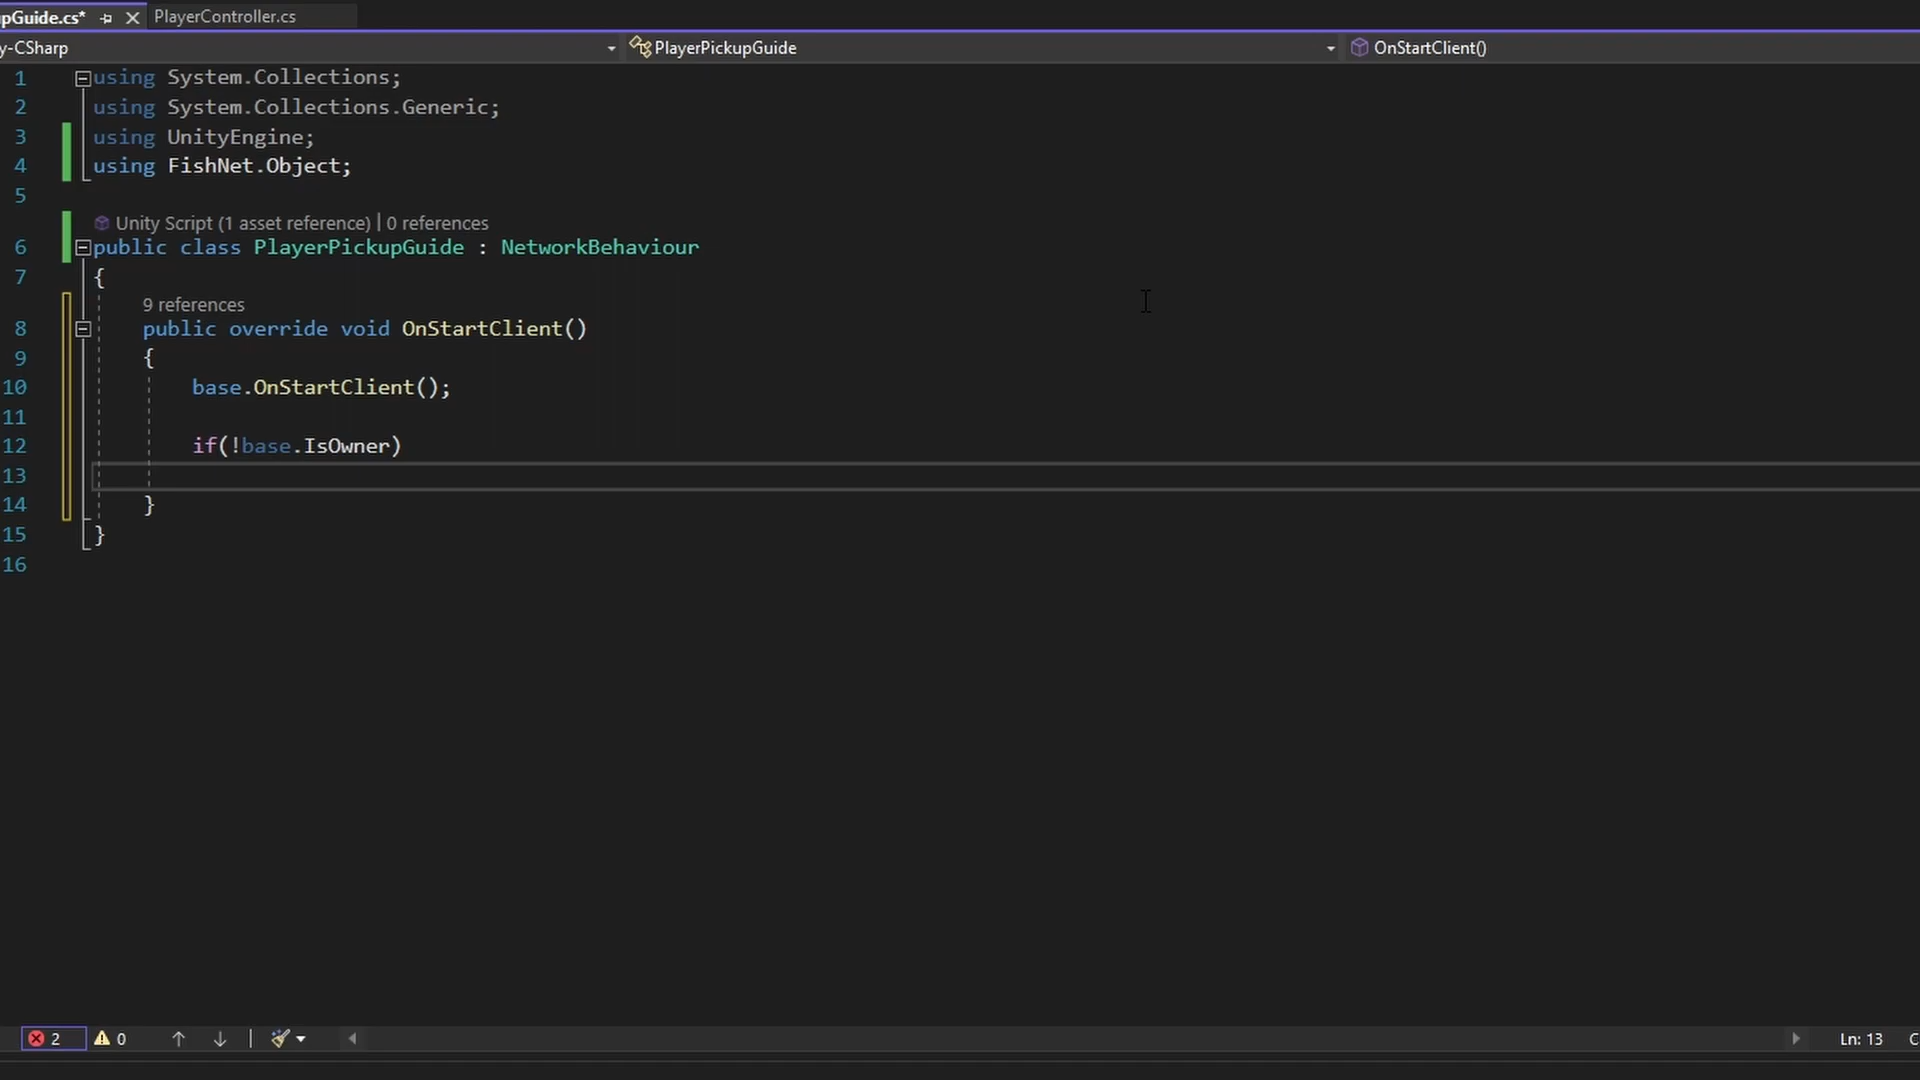 pGuide.cs* PlayerController.cs
y-CSharp PlayerPickupGuide OnStartClient()
1 using System.Collections;
2 using System.Collections.Generic;
3 using UnityEngine;
4 using FishNet.Object;
5
Unity Script (1 asset reference) | 0 references
6 public class PlayerPickupGuide : NetworkBehaviour
7 {
9 references
8 public override void OnStartClient()
9 {
10 base.OnStartClient();
11
12 if(!base.IsOwner)
13
14 }
15 }
16
2 0 Ln: 13 C